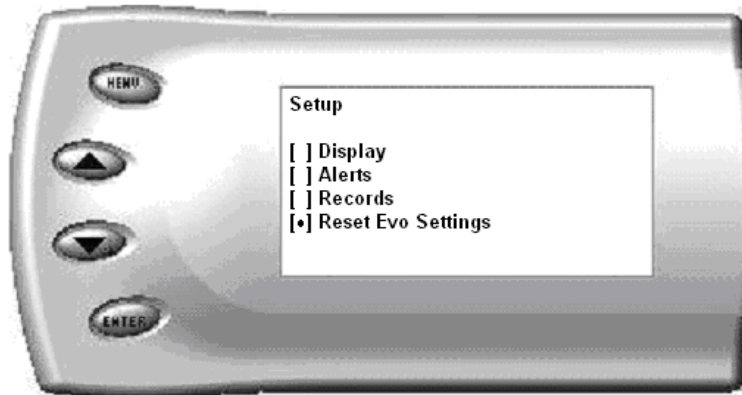 MENU
Setup
[ ] Display
[ ] Alerts
[ ] Records
[•] Reset Evo Settings
ENTER